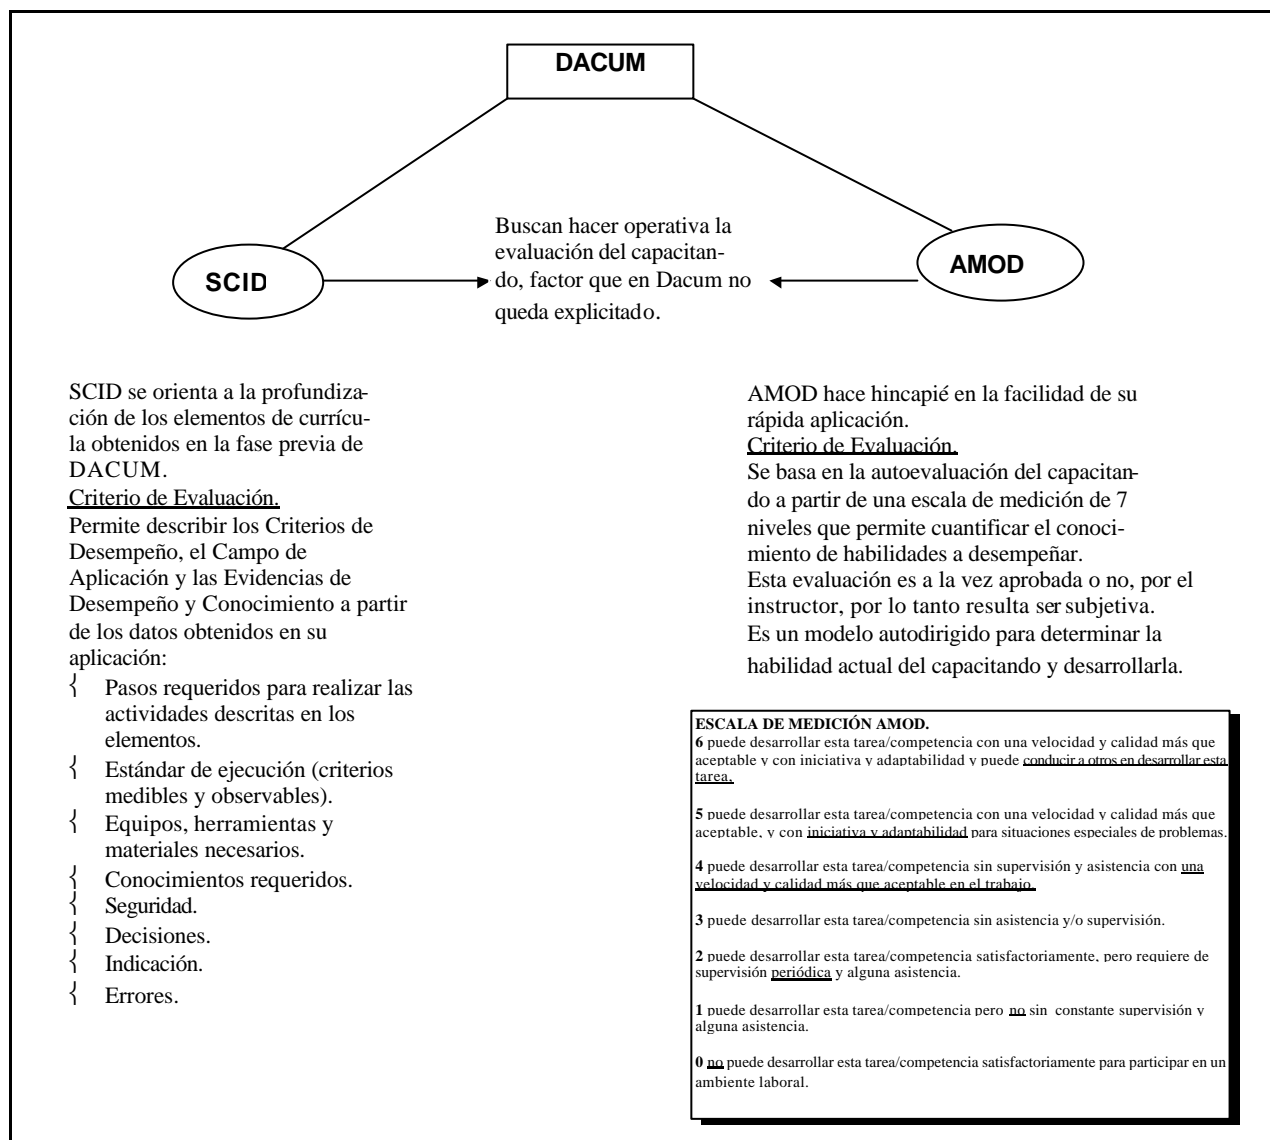 DACUM
Buscan hacer operativa la
evaluación del capacitan-
do, factor que en Dacum no
queda explicitado.
SCID
AMOD
SCID se orienta a la profundiza-
ción de los elementos de currícu-
la obtenidos en la fase previa de
DACUM.
Criterio de Evaluación.
Permite describir los Criterios de
Desempeño, el Campo de
Aplicación y las Evidencias de
Desempeño y Conocimiento a partir
de los datos obtenidos en su
aplicación:
{ Pasos requeridos para realizar las
actividades descritas en los
elementos.
{ Estándar de ejecución (criterios
medibles y observables).
{ Equipos, herramientas y
materiales necesarios.
{ Conocimientos requeridos.
{ Seguridad.
{ Decisiones.
{ Indicación.
{ Errores.
AMOD hace hincapié en la facilidad de su
rápida aplicación.
Criterio de Evaluación.
Se basa en la autoevaluación del capacitan-
do a partir de una escala de medición de 7
niveles que permite cuantificar el conoci-
miento de habilidades a desempeñar.
Esta evaluación es a la vez aprobada o no, por el
instructor, por lo tanto resulta ser subjetiva.
Es un modelo autodirigido para determinar la
habilidad actual del capacitando y desarrollarla.
ESCALA DE MEDICIÓN AMOD.
6 puede desarrollar esta tarea/competencia con una velocidad y calidad más que
aceptable y con iniciativa y adaptabilidad y puede conducir a otros en desarrollar esta
tarea.
5 puede desarrollar esta tarea/competencia con una velocidad y calidad más que
aceptable, y con iniciativa y adaptabilidad para situaciones especiales de problemas.
4 puede desarrollar esta tarea/competencia sin supervisión y asistencia con una
velocidad y calidad más que aceptable en el trabajo.
3 puede desarrollar esta tarea/competencia sin asistencia y/o supervisión.
2 puede desarrollar esta tarea/competencia satisfactoriamente, pero requiere de
supervisión periódica y alguna asistencia.
1 puede desarrollar esta tarea/competencia pero no sin constante supervisión y
alguna asistencia.
0 no puede desarrollar esta tarea/competencia satisfactoriamente para participar en un
ambiente laboral.